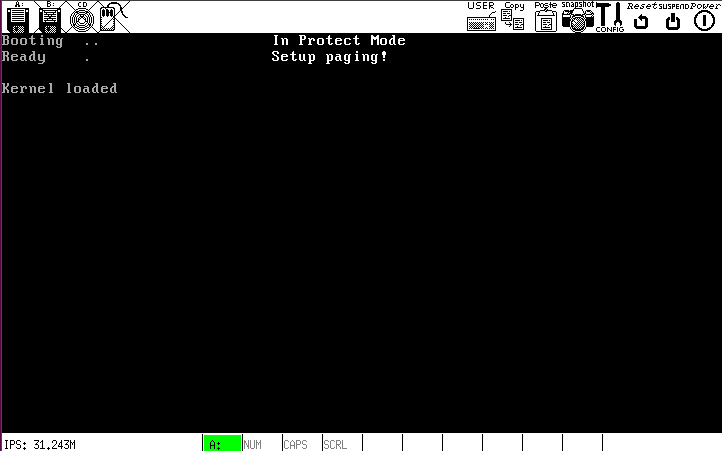 A: B: CD USER Copy Paste snapshot CONFIG Reset SUSPEND Power
Booting .. In Protect Mode
Ready . Setup paging!
Kernel loaded
IPS: 31.243M A: NUM CAPS SCRL